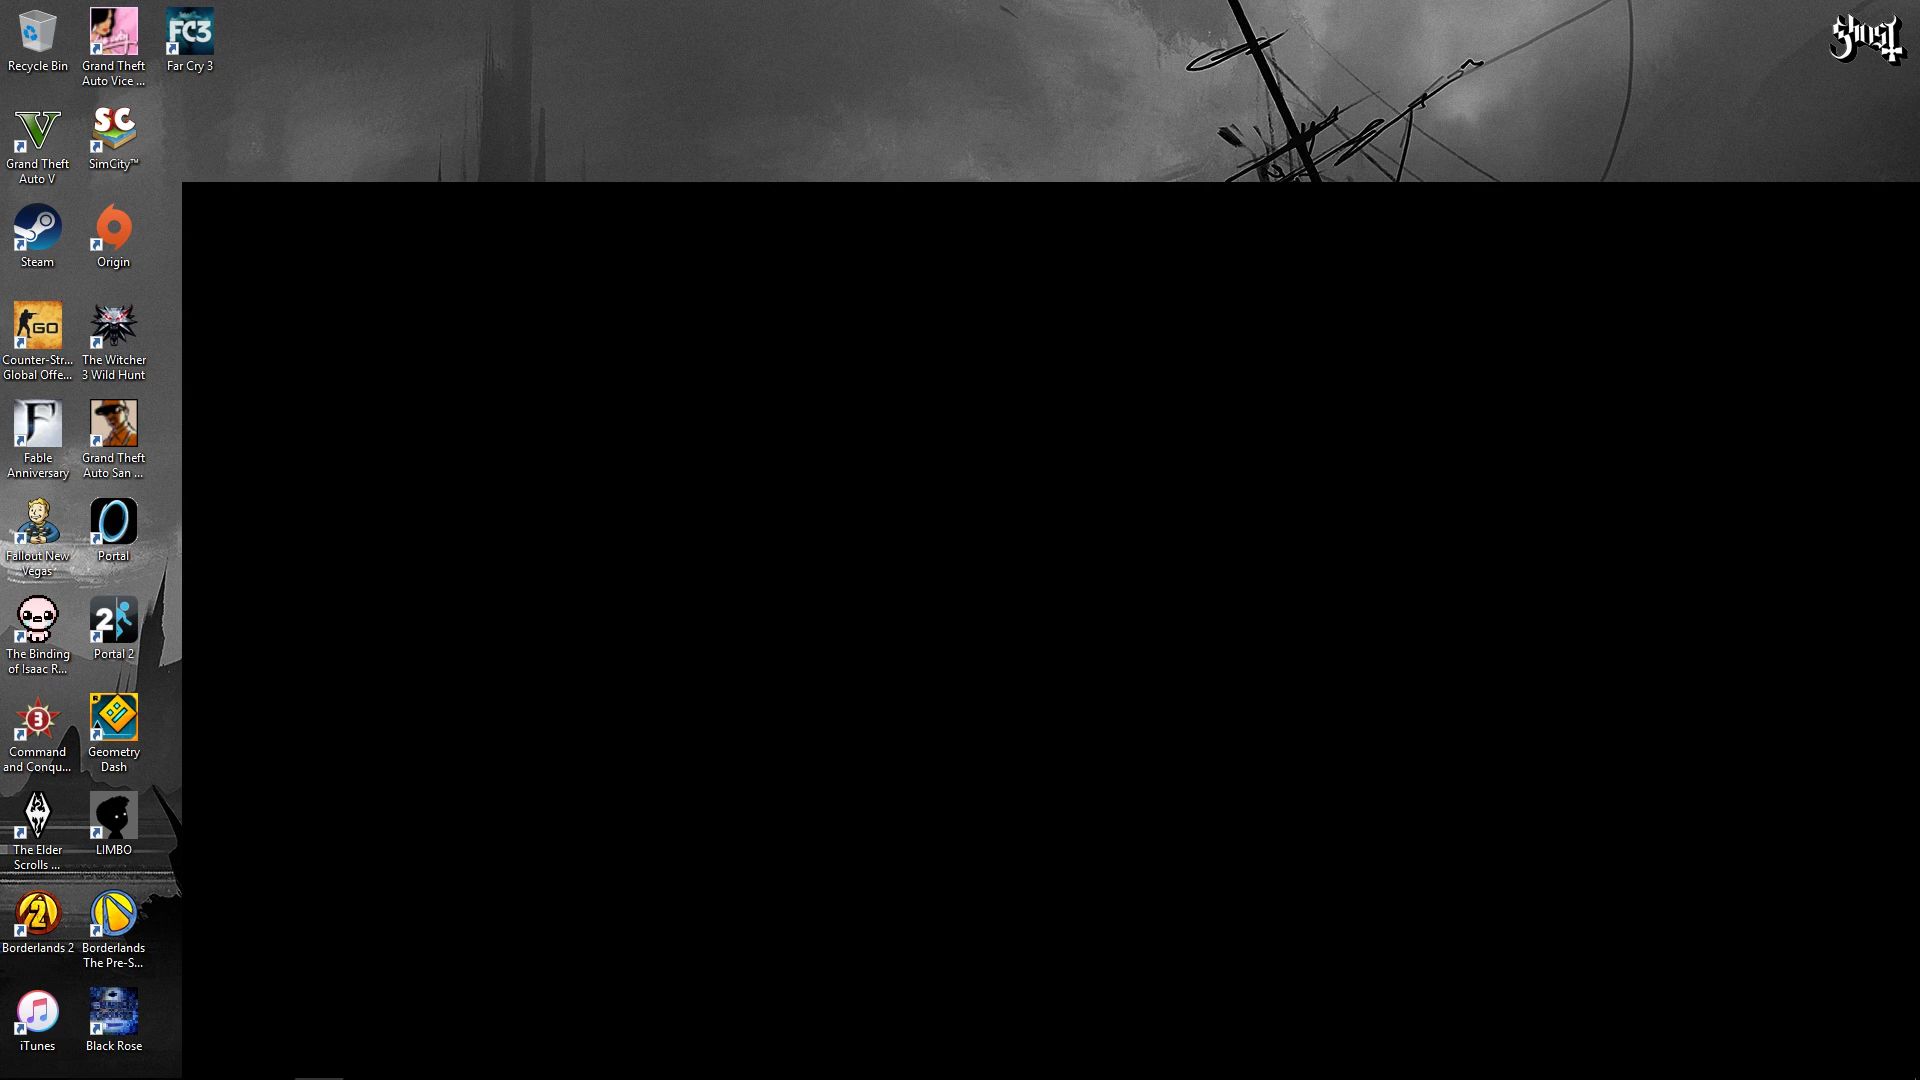 Recycle Bin
Grand Theft
Auto Vice ...
FC3
Far Cry 3
Ghost
V
Grand Theft
Auto V
SC
SimCity™
Steam
Origin
GO
Counter-Str...
Global Offe...
The Witcher
3 Wild Hunt
F
Fable
Anniversary
Grand Theft
Auto San ...
Fallout New
Vegas
Portal
The Binding
of Isaac R...
2
Portal 2
3
Command
and Conqu...
Geometry
Dash
The Elder
Scrolls ...
LIMBO
2
Borderlands 2
Borderlands
The Pre-S...
iTunes
Black Rose